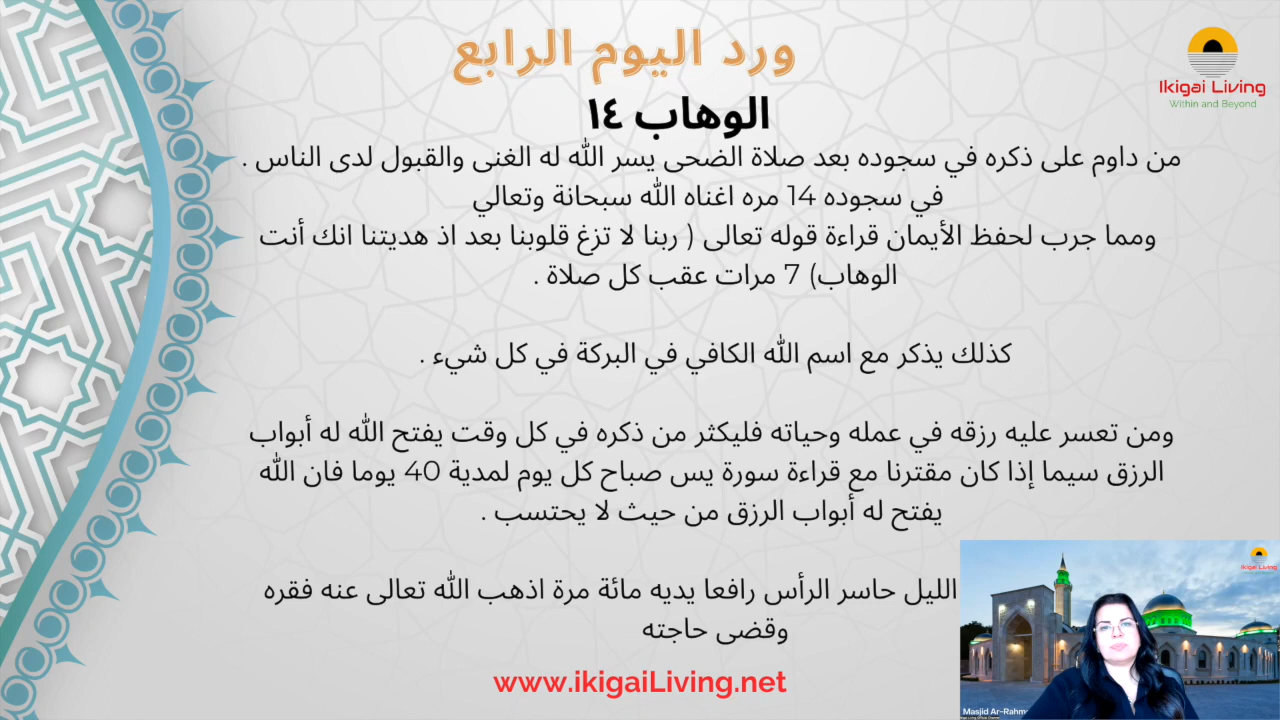 ورد اليوم الرابع
Ikigai Living
Within and Beyond
الوهاب ١٤
من داوم على ذكره في سجوده بعد صلاة الضحى يسر الله له الغنى والقبول لدى الناس .
في سجوده 14 مره اغناه الله سبحانة وتعالي
ومما جرب لحفظ الأيمان قراءة قوله تعالى ( ربنا لا تزغ قلوبنا بعد اذ هديتنا انك أنت
الوهاب) 7 مرات عقب كل صلاة .
كذلك يذكر مع اسم الله الكافي في البركة في كل شيء .
ومن تعسر عليه رزقه في عمله وحياته فليكثر من ذكره في كل وقت يفتح الله له أبواب
الرزق سيما إذا كان مقترنا مع قراءة سورة يس صباح كل يوم لمدية 40 يوما فان الله
يفتح له أبواب الرزق من حيث لا يحتسب .
الليل حاسر الرأس رافعا يديه مائة مرة اذهب الله تعالى عنه فقره
وقضى حاجته
www.ikigaiLiving.net
Ikigai Living
Masjid Ar-Rahm